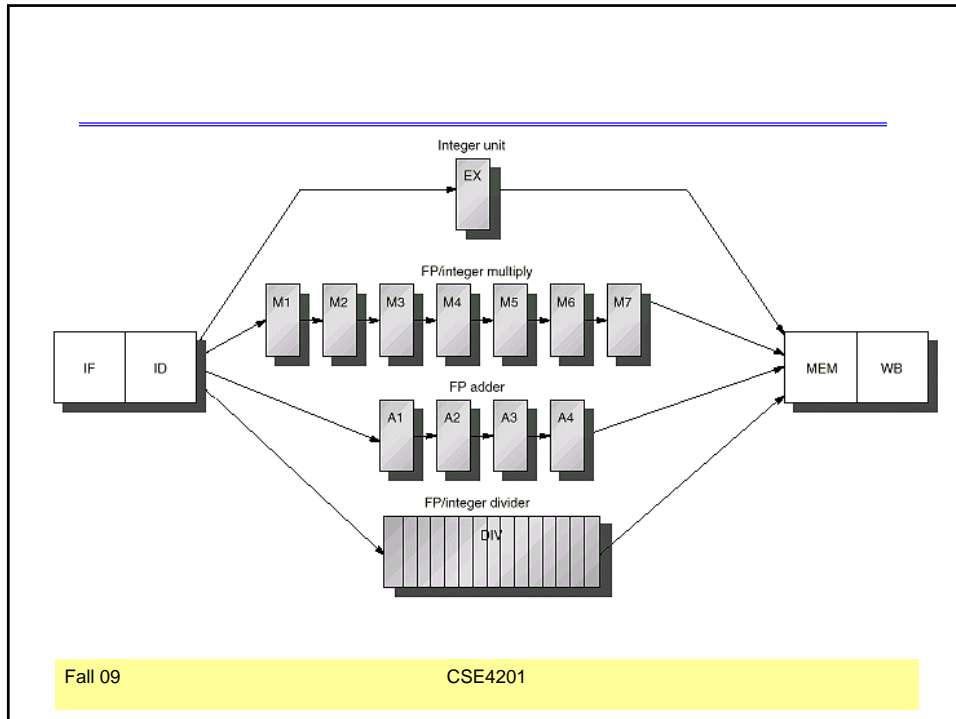 Integer unit
EX
FP/integer multiply
M1 M2 M3 M4 M5 M6 M7
IF ID MEM WB
FP adder
A1 A2 A3 A4
FP/integer divider
DIV
Fall 09 CSE4201